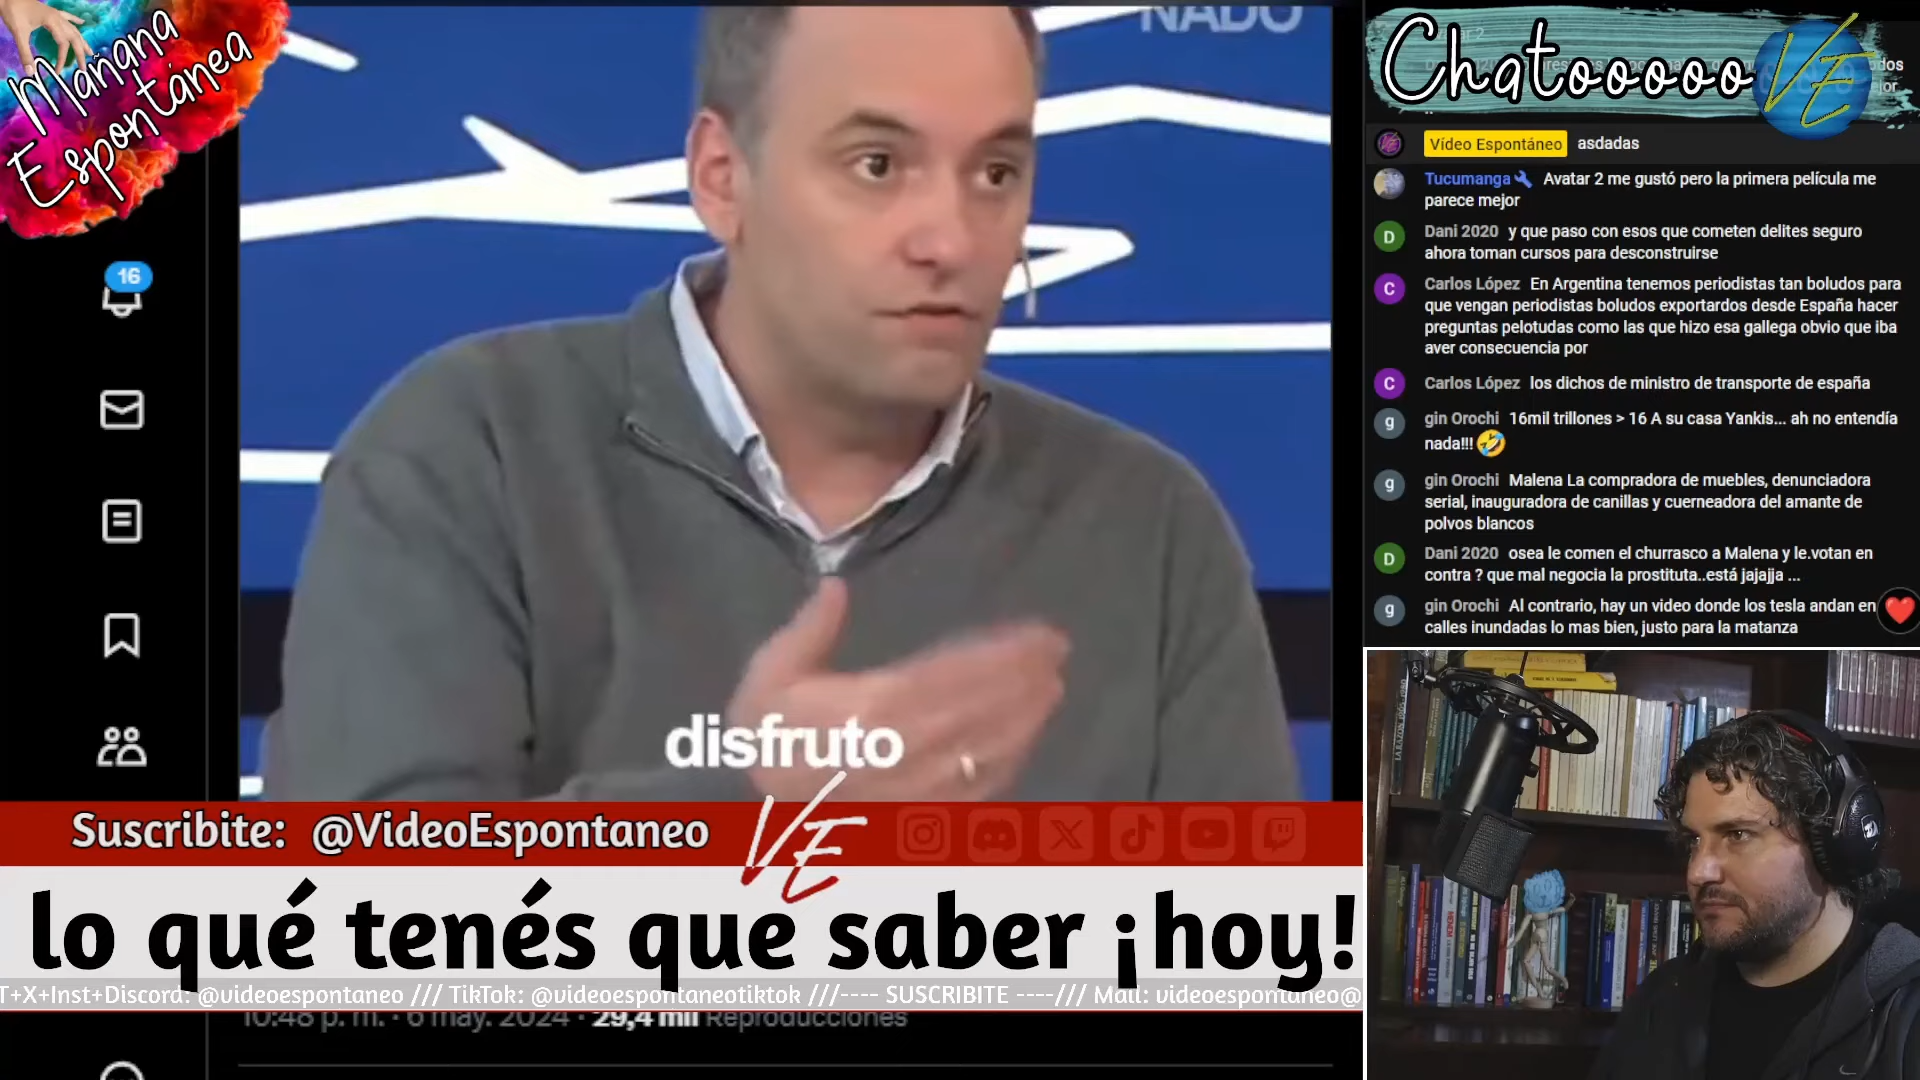 Mañana
Espontánea
16
NADO
disfruto
Suscribite: @VideoEspontaneo
VE
lo qué tenés que saber ¡hoy!
T+X+Inst+Discord: @videoespontaneo /// TikTok: @videoespontaneotiktok ///---- SUSCRIBITE ----/// Mail: videoespontaneo@
10:48 p. m. · 6 may. 2024 · 29,4 mil Reproducciones
Chatooooo VE
Vídeo Espontáneo asdadas
Tucumanga Avatar 2 me gustó pero la primera película me
parece mejor
D
Dani 2020 y que paso con esos que cometen delites seguro
ahora toman cursos para desconstruirse
C
Carlos López En Argentina tenemos periodistas tan boludos para
que vengan periodistas boludos exportardos desde España hacer
preguntas pelotudas como las que hizo esa gallega obvio que iba
aver consecuencia por
C
Carlos López los dichos de ministro de transporte de españa
g
gin Orochi 16mil trillones > 16 A su casa Yankis... ah no entendía
nada!!! 🤣
g
gin Orochi Malena La compradora de muebles, denunciadora
serial, inauguradora de canillas y cuerneadora del amante de
polvos blancos
D
Dani 2020 osea le comen el churrasco a Malena y le.votan en
contra ? que mal negocia la prostituta..está jajajja ...
g
gin Orochi Al contrario, hay un video donde los tesla andan en
calles inundadas lo mas bien, justo para la matanza